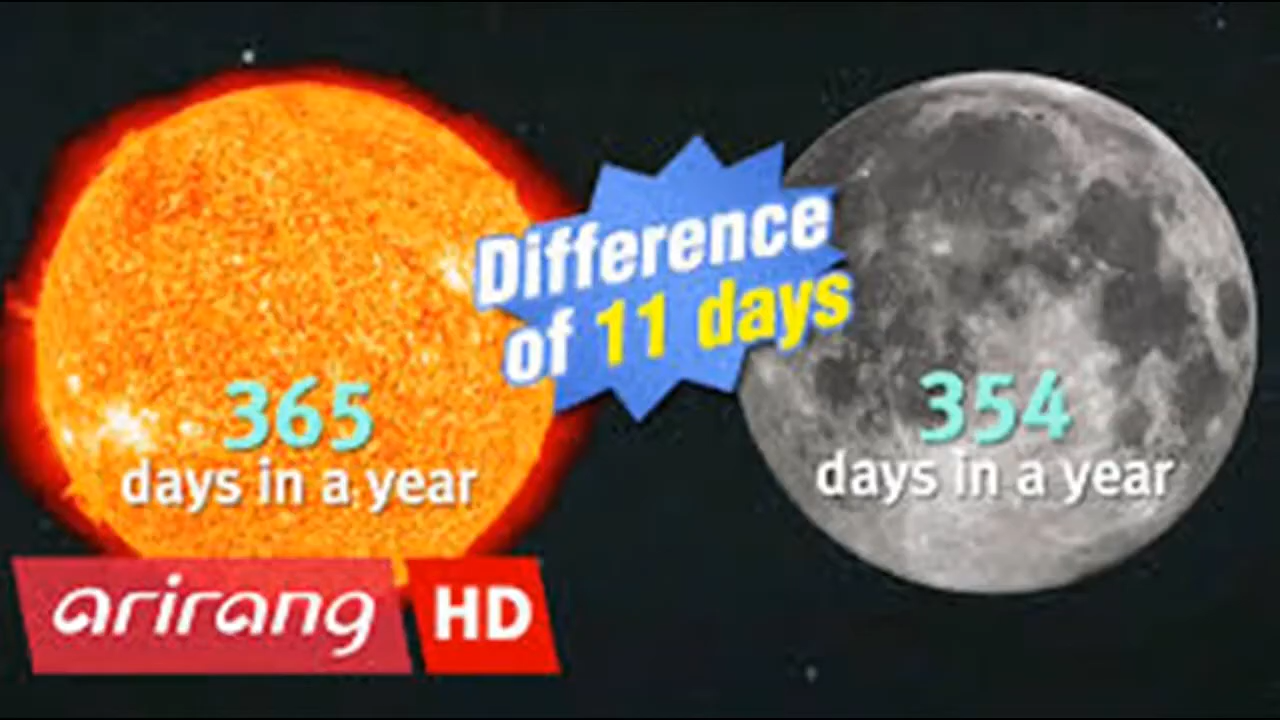 Difference
of 11 days
365
days in a year
354
days in a year
arirang HD